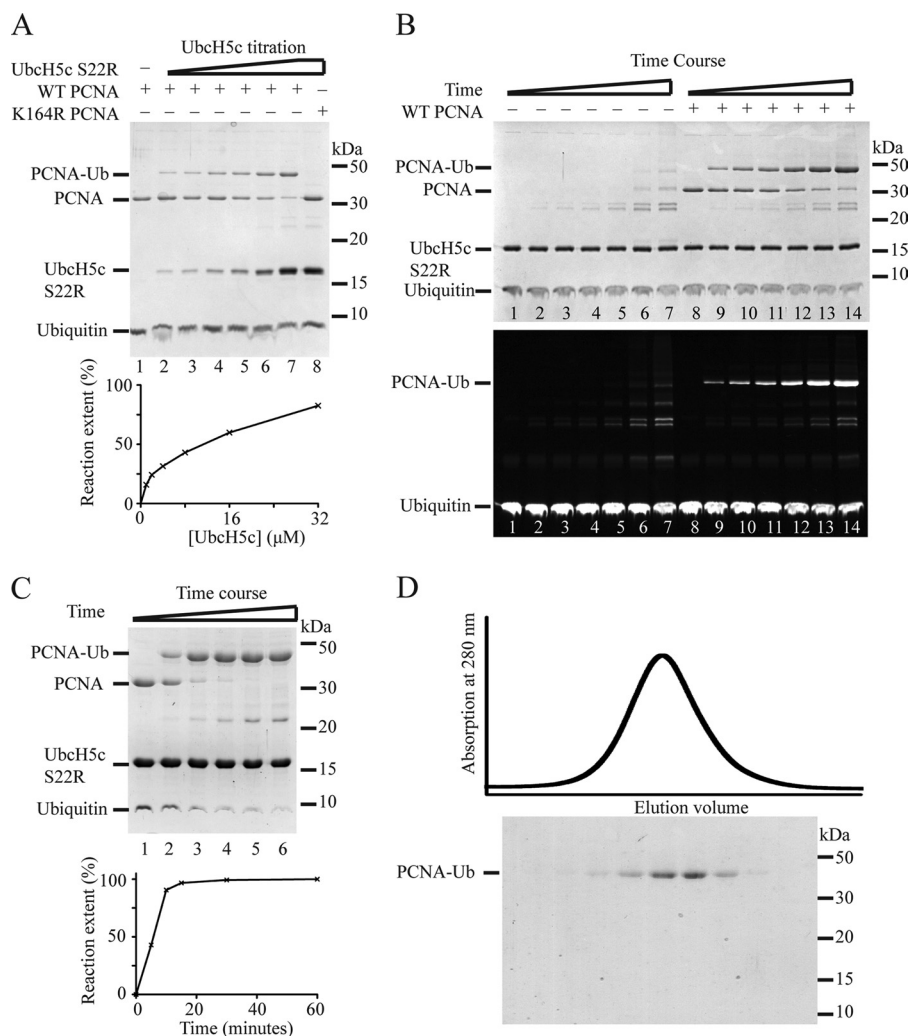 A
UbcH5c titration
UbcH5c S22R –
WT PCNA + + + + + + + –
K164R PCNA +
kDa
PCNA-Ub
50
PCNA
30
20
UbcH5c
S22R
15
10
Ubiquitin
1 2 3 4 5 6 7 8
Reaction extent (%)
100
50
0
0 16 32
[UbcH5c] (µM)
B
Time Course
Time
WT PCNA – – – – – – – + + + + + + +
kDa
PCNA-Ub
50
PCNA
30
20
UbcH5c
S22R
15
10
Ubiquitin
1 2 3 4 5 6 7 8 9 10 11 12 13 14
PCNA-Ub
Ubiquitin
1 2 3 4 5 6 7 8 9 10 11 12 13 14
C
Time course
Time
kDa
PCNA-Ub
50
PCNA
30
20
UbcH5c
S22R
15
Ubiquitin
10
1 2 3 4 5 6
Reaction extent (%)
100
50
0
0 20 40 60
Time (minutes)
D
Absorption at 280 nm
Elution volume
kDa
PCNA-Ub
50
30
20
15
10